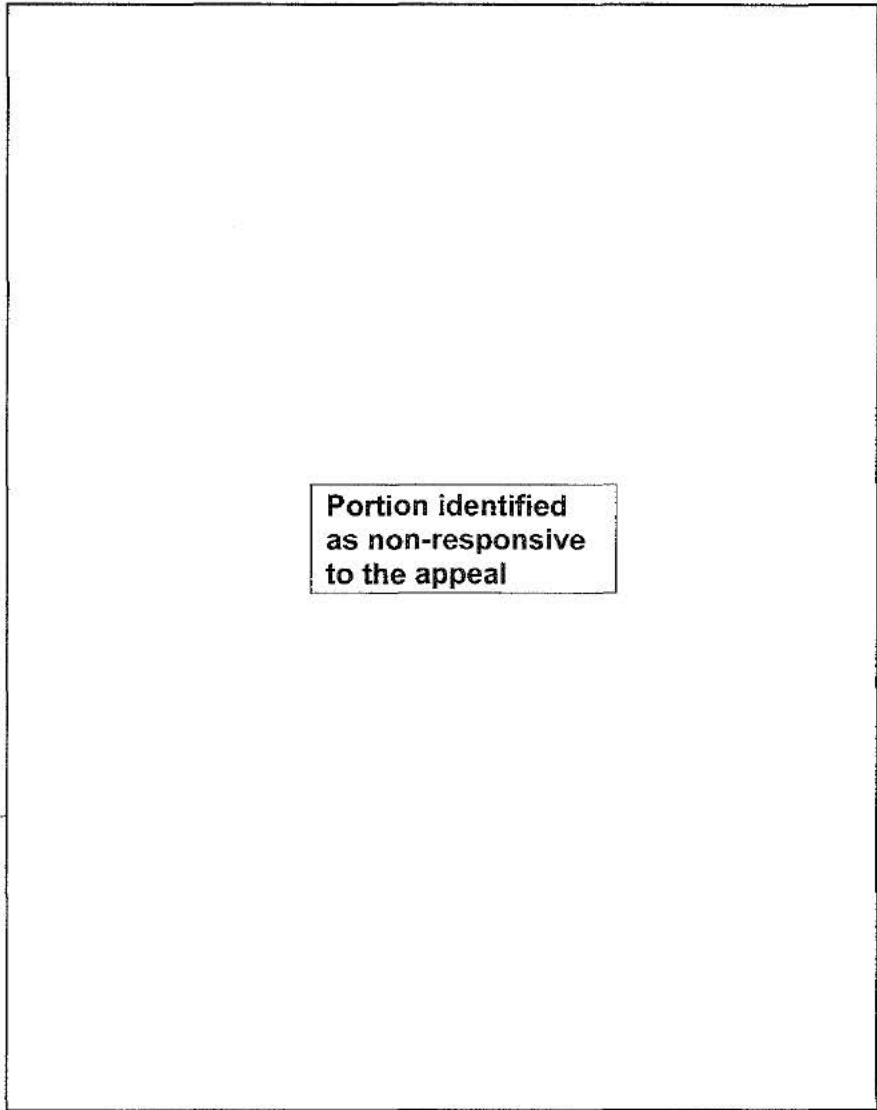 Portion identified
as non-responsive
to the appeal